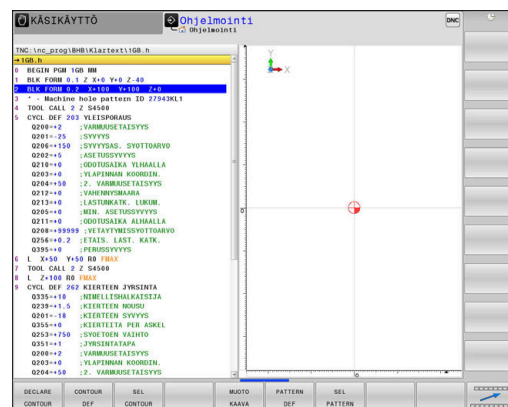 KÄSIKÄYTTÖ
Ohjelmointi
Ohjelmointi
DNC
TNC:\nc_prog\BHB\Klartext\1GB.h
→1GB.h
0 BEGIN PGM 1GB MM
1 BLK FORM 0.1 Z X+0 Y+0 Z-40
2 BLK FORM 0.2 X+100 Y+100 Z+0
3 * - Machine hole pattern ID 27943KL1
4 TOOL CALL 2 Z S4500
5 CYCL DEF 203 YLEISPORAUS
Q200=+2 ;VARMUUSETAISYYS
Q201=-25 ;SYVYYS
Q206=+150 ;SYVYYSAS. SYOTTOARVO
Q202=+5 ;ASETUSSYVYYS
Q210=+0 ;ODOTUSAIKA YLHAALLA
Q203=+0 ;YLAPINNAN KOORDIN.
Q204=+50 ;2. VARMUUSETAISYYS
Q212=+0 ;VAHENNYSMAARA
Q213=+0 ;LASTUNKATK. LUKUM.
Q205=+0 ;MIN. ASETUSSYVYYS
Q211=+0 ;ODOTUSAIKA ALHAALLA
Q208=+99999 ;VETAYTYMISSYOTTOARVO
Q256=+0.2 ;ETAIS. LAST. KATK.
Q395=+0 ;PERUSSYVYYS
6 L X+50 Y+50 R0 FMAX
7 TOOL CALL 2 Z S4500
8 L Z+100 R0 FMAX
9 CYCL DEF 262 KIERTEEN JYRSINTA
Q335=+10 ;NIMELLISHALKAISIJA
Q239=+1.5 ;KIERTEEN NOUSU
Q201=-18 ;KIERTEEN SYVYYS
Q355=+0 ;KIERTEITA PER ASKEL
Q253=+750 ;SYOETOEN VAIHTO
Q351=+1 ;JYRSINTATAPA
Q200=+2 ;VARMUUSETAISYYS
Q203=+0 ;YLAPINNAN KOORDIN.
Q204=+50 ;2. VARMUUSETAISYYS
Y
X
0
0
DECLARE CONTOUR
CONTOUR DEF
SEL CONTOUR
MUOTO KAAVA
PATTERN DEF
SEL PATTERN